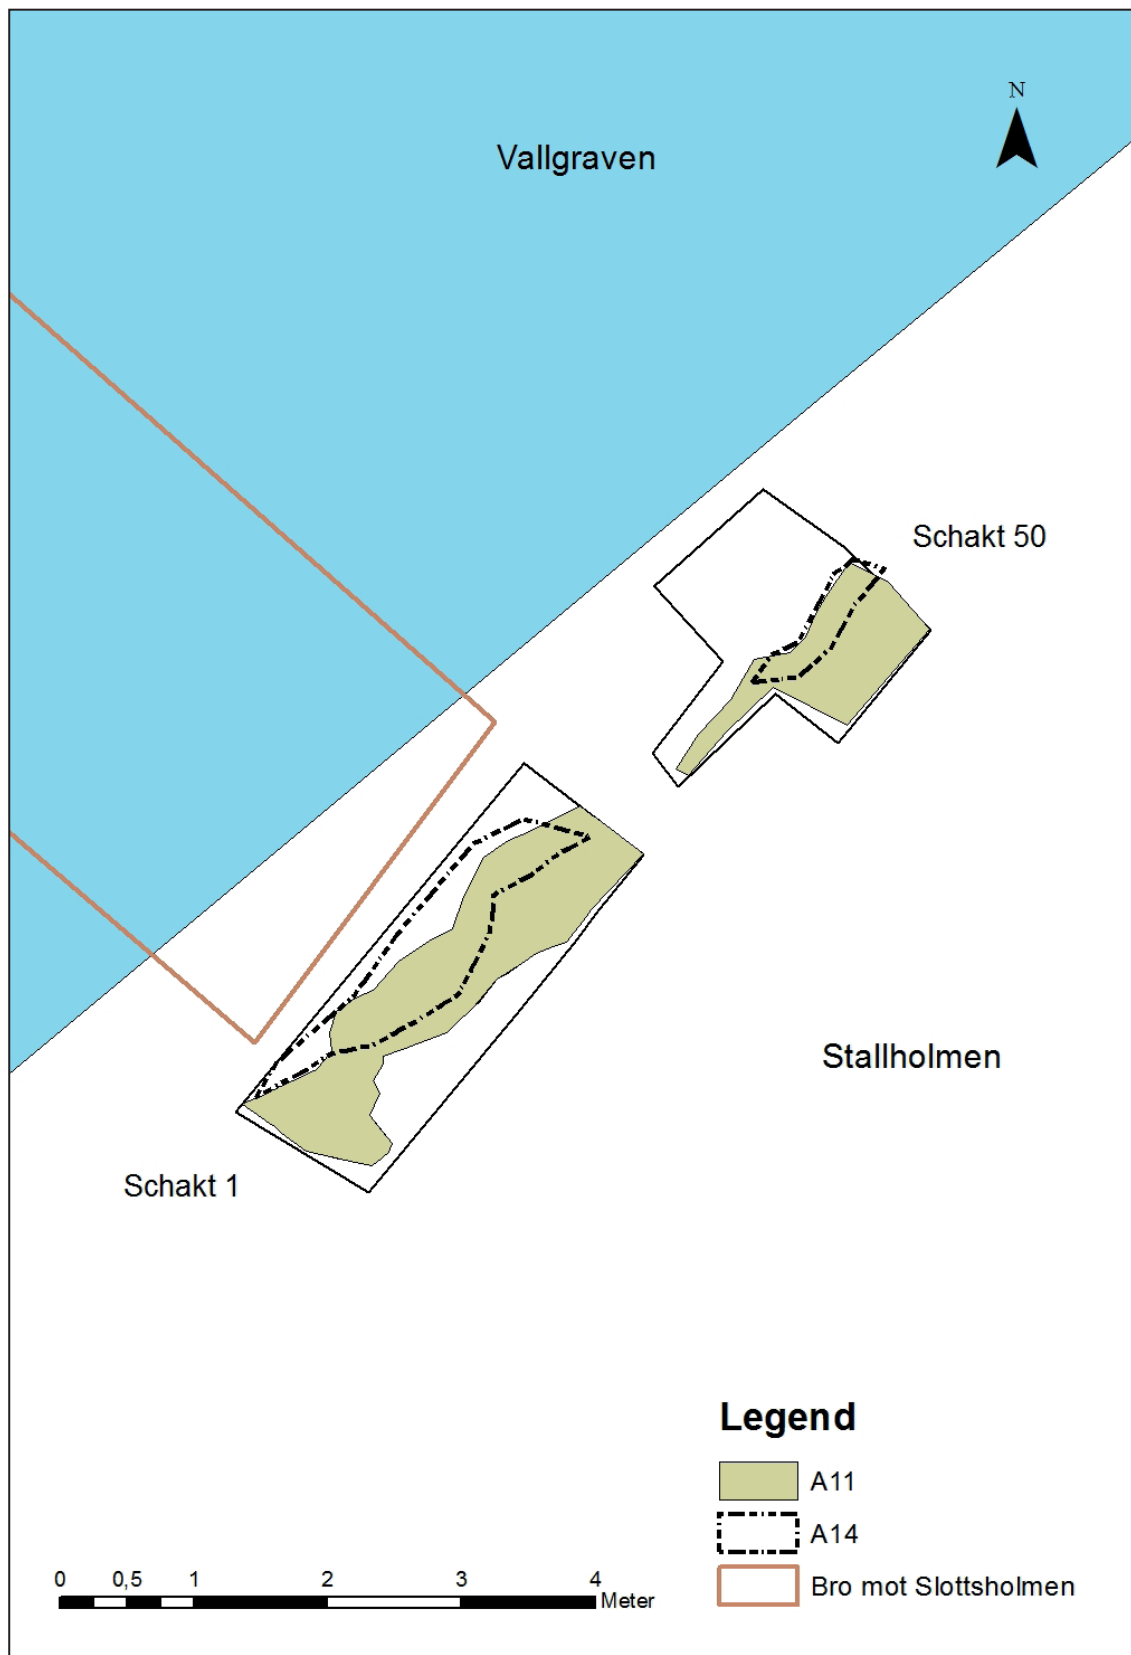 N
Vallgraven
Schakt 50
Stallholmen
Schakt 1
Legend
A11
A14
Bro mot Slottsholmen
0 0,5 1 2 3 4
Meter